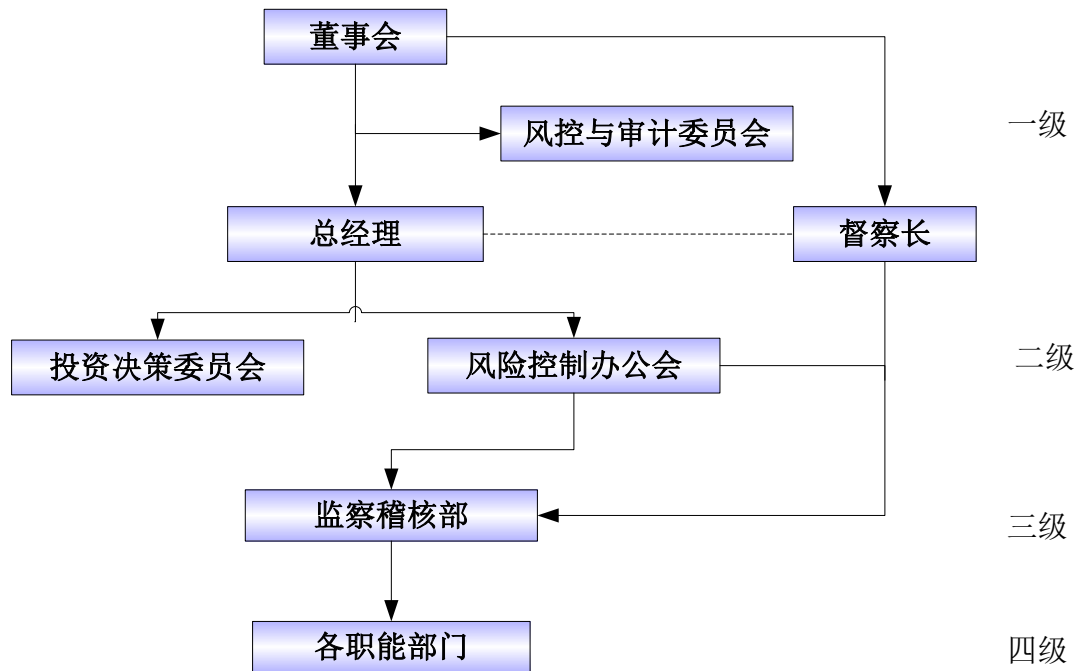 董事会
风控与审计委员会
一级
总经理
督察长
投资决策委员会
风险控制办公会
二级
监察稽核部
三级
各职能部门
四级